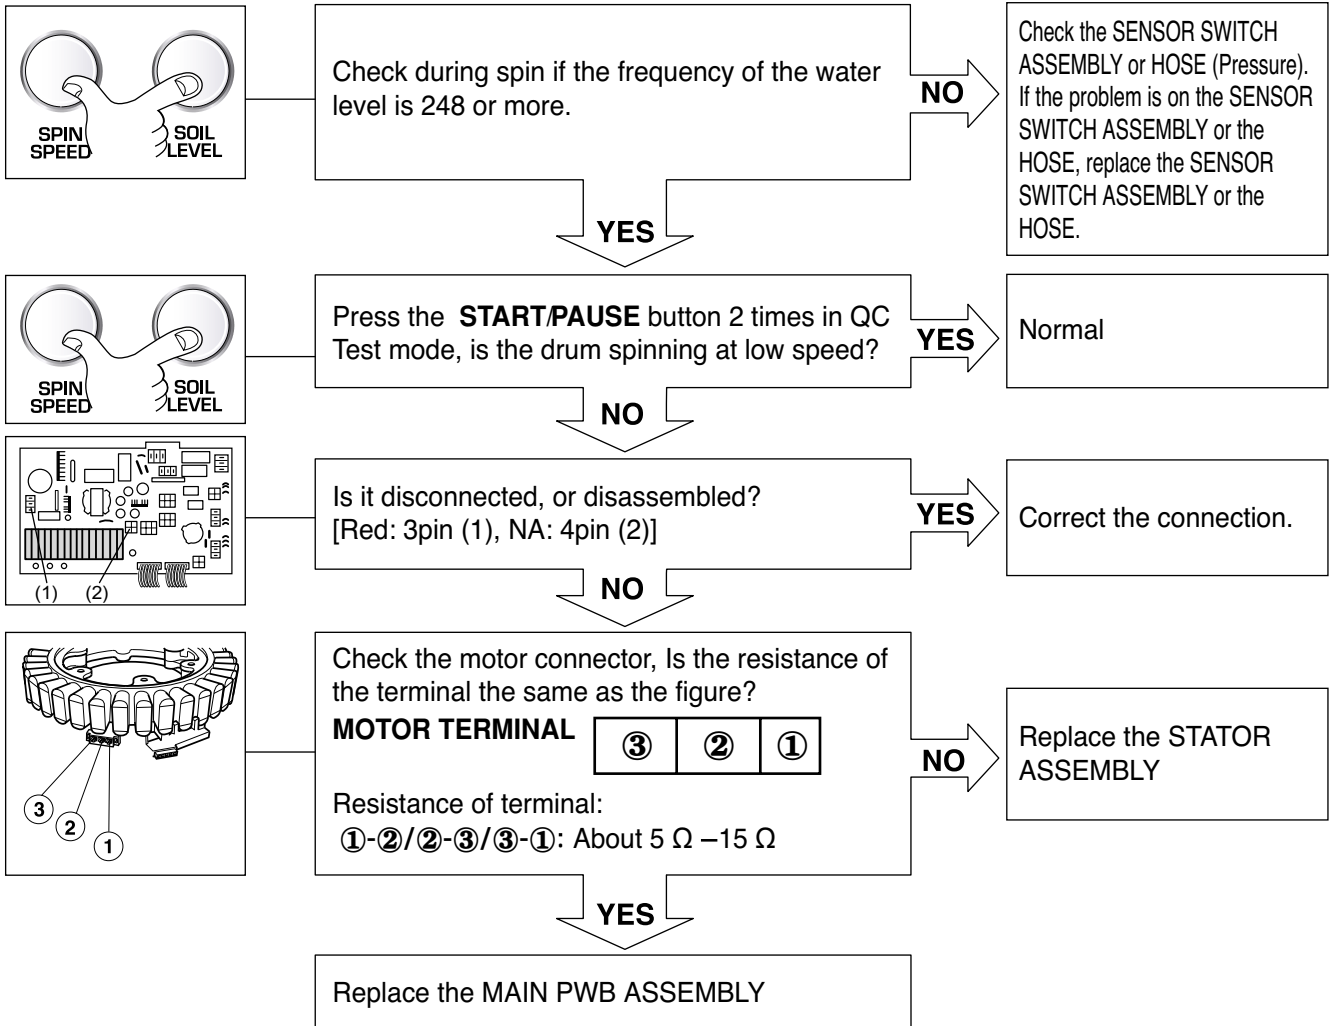 SPIN
SPEED
SOIL
LEVEL
Check during spin if the frequency of the water
level is 248 or more.
NO
Check the SENSOR SWITCH
ASSEMBLY or HOSE (Pressure).
If the problem is on the SENSOR
SWITCH ASSEMBLY or the
HOSE, replace the SENSOR
SWITCH ASSEMBLY or the
HOSE.
YES
SPIN
SPEED
SOIL
LEVEL
Press the START/PAUSE button 2 times in QC
Test mode, is the drum spinning at low speed?
YES
Normal
NO
(1) (2)
Is it disconnected, or disassembled?
[Red: 3pin (1), NA: 4pin (2)]
YES
Correct the connection.
NO
3
2
1
Check the motor connector, Is the resistance of
the terminal the same as the figure?
MOTOR TERMINAL ③ ② ①
Resistance of terminal:
①-②/②-③/③-①: About 5 Ω –15 Ω
NO
Replace the STATOR
ASSEMBLY
YES
Replace the MAIN PWB ASSEMBLY